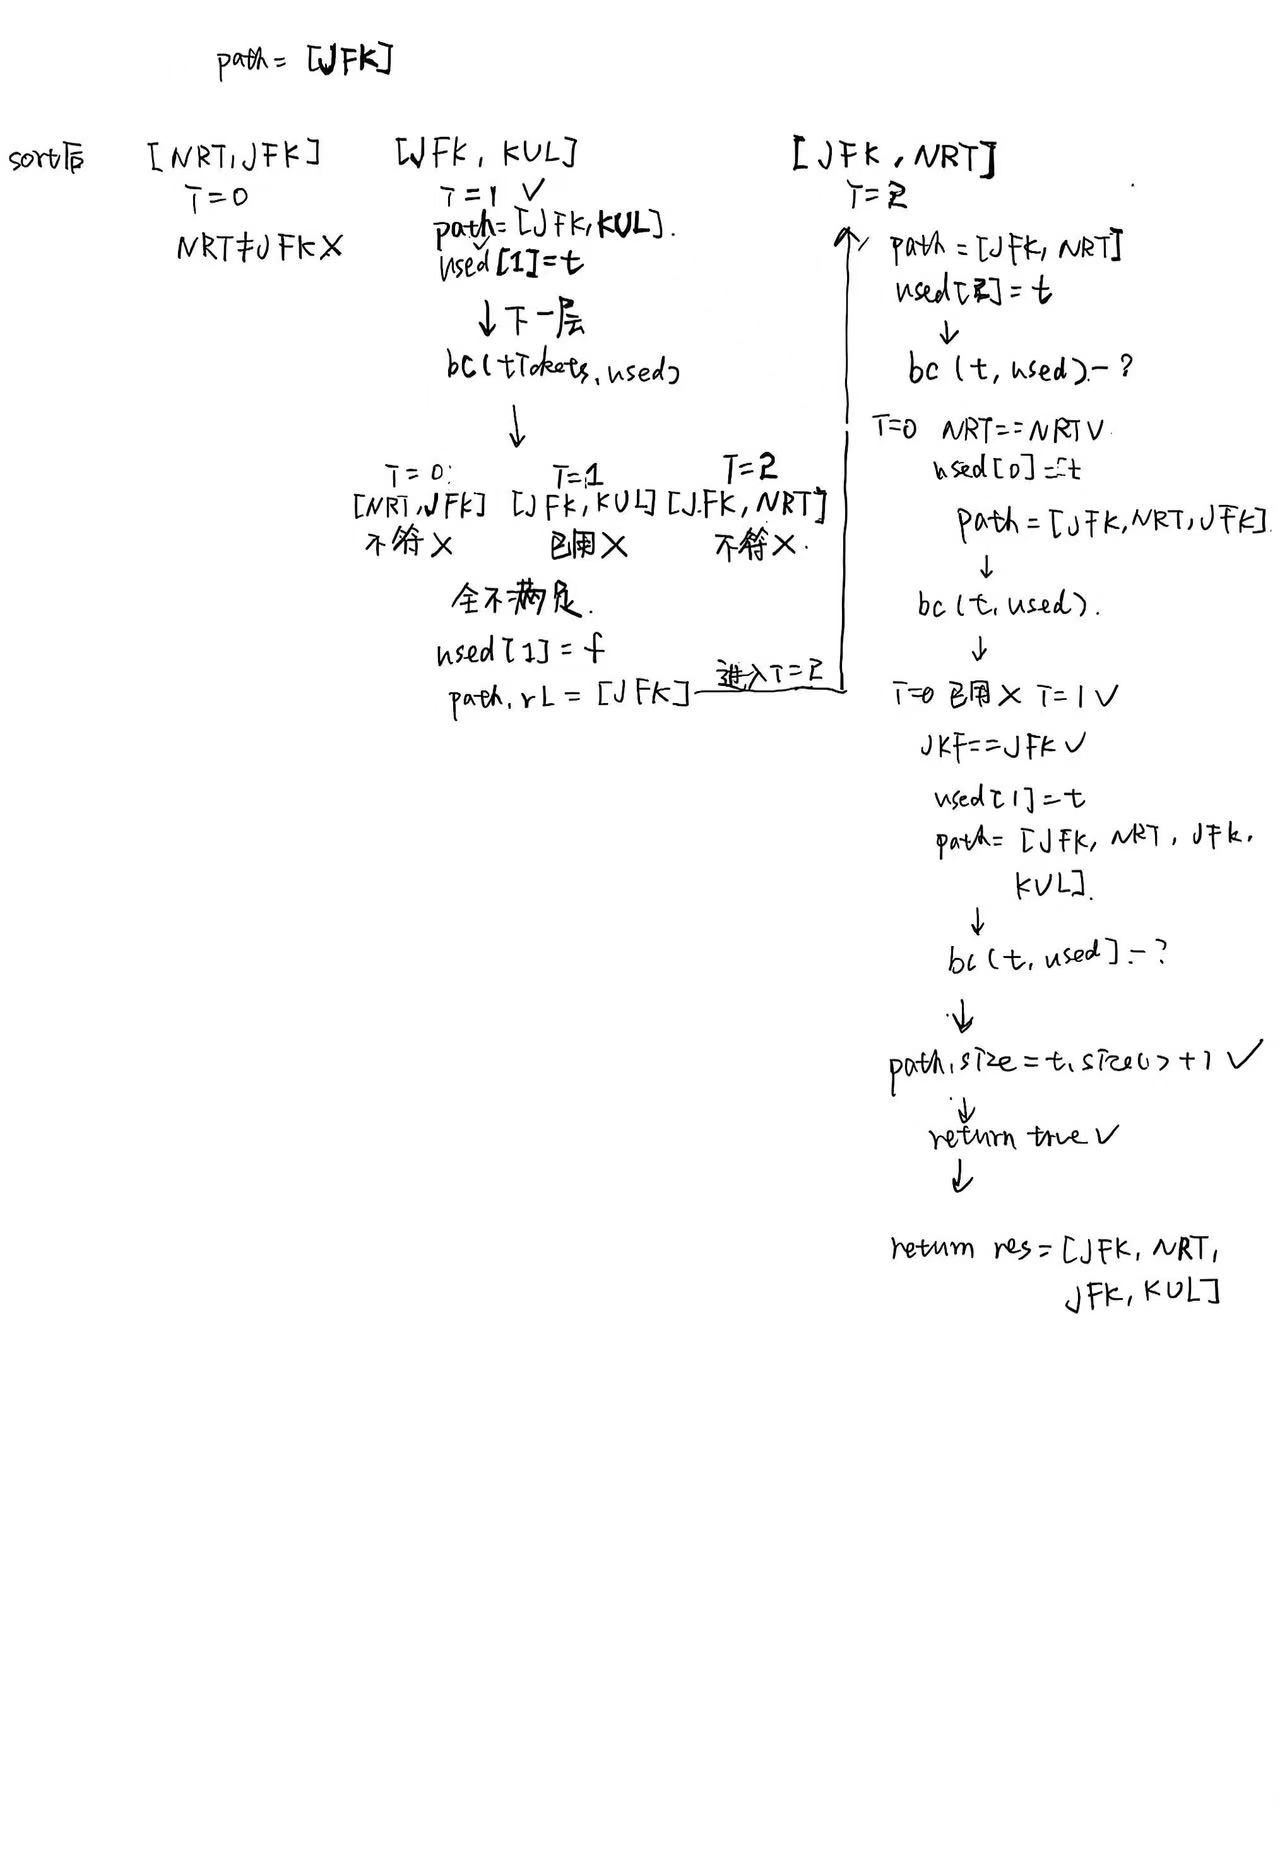 path = [JFK]
sort后 [NRT,JFK] [JFK, KUL] [JFK, NRT]
i=0 i=1 ✓ i=2
NRT≠JFK X
path=[JFK,KUL].
used[1]=t
↓下一层
bc(tickets,used)
↓
i=0: i=1 i=2
[NRT,JFK] [JFK,KUL] [JFK,NRT]
不符X 已用X 不符X.
全不满足.
used[1]=f
path.rL=[JFK] 进入i=2
path=[JFK, NRT]
used[2]=t
↓
bc(t,used).-?
i=0 NRT==NRT✓
used[0]=t
path=[JFK,NRT,JFK].
↓
bc(t,used).
↓
i=0已用X i=1✓
JKF==JFK✓
used[1]=t
path=[JFK, NRT, JFK,
KUL].
↓
bc(t,used].-?
↓
path.size=t.size()+1✓
↓
return true✓
↓
return res=[JFK, NRT,
JFK, KUL]